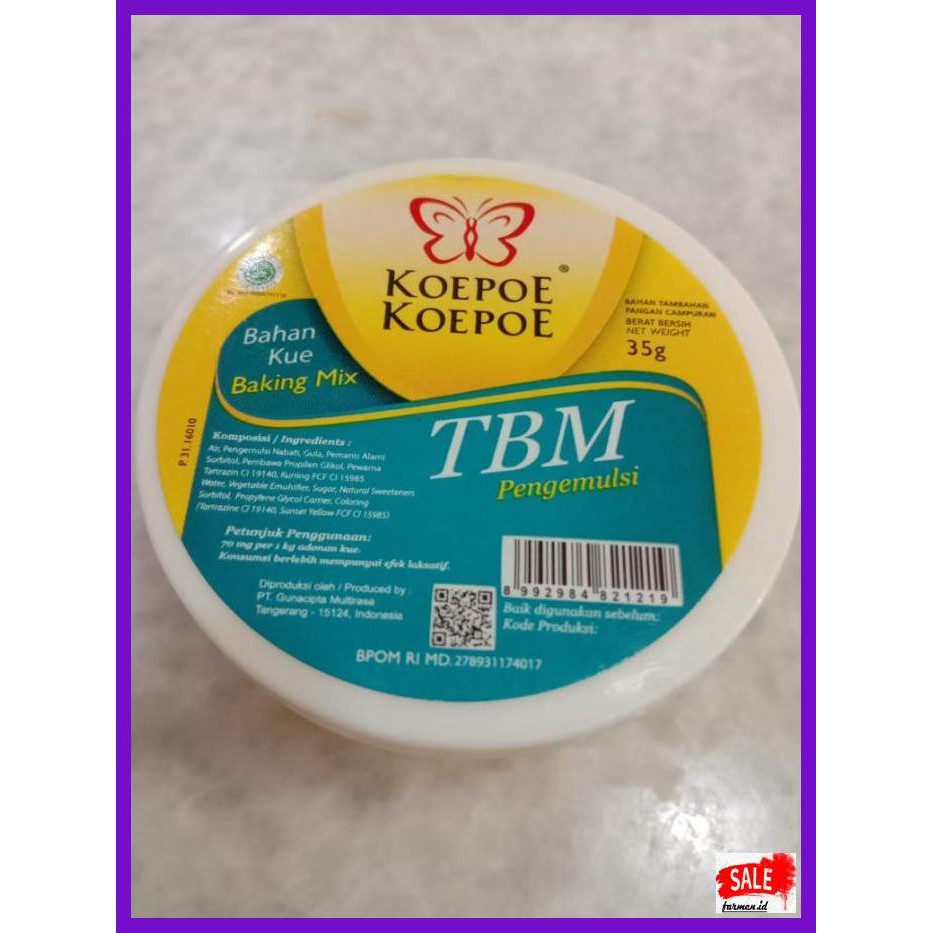 KOEPOE®
KOEPOE
BAHAN TAMBAHAN
PANGAN CAMPURAN
BERAT BERSIH
NET WEIGHT
35g
Bahan
Kue
Baking Mix
TBM
Pengemulsi
P.31.16010
Komposisi / Ingredients :
Air, Pengemulsi Nabati, Gula, Pemanis Alami
Sorbitol, Pembawa Propilen Glikol, Pewarna
Tartrazin CI 19140, Kuning FCF CI 15985
Water, Vegetable Emulsifier, Sugar, Natural Sweeteners
Sorbitol, Propylene Glycol Carrier, Coloring
(Tartrazine CI 19140, Sunset Yellow FCF CI 15985)
Petunjuk Penggunaan:
70 mg per 1 kg adonan kue.
Konsumsi berlebih mempunyai efek laksatif.
Diproduksi oleh / Produced by :
PT. Gunacipta Multirasa
Tangerang - 15124, Indonesia
8 992984 821219
Baik digunakan sebelum:
Kode Produksi:
BPOM RI MD. 278931174017
SALE
farmen.id